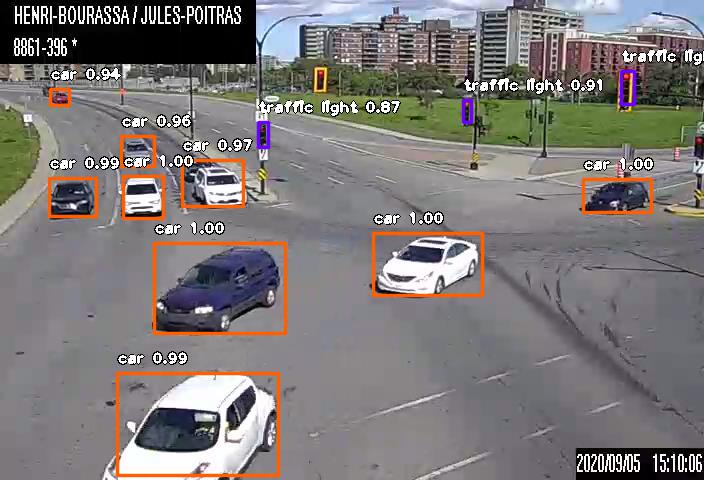 HENRI-BOURASSA / JULES-POITRAS
8861-396 *
traffic ligh
car 0.94
traffic light 0.91
traffic light 0.87
car 0.96
car 0.97
car 0.99
car 1.00
car 1.00
car 1.00
car 1.00
car 0.99
2020/09/05 15:10:06